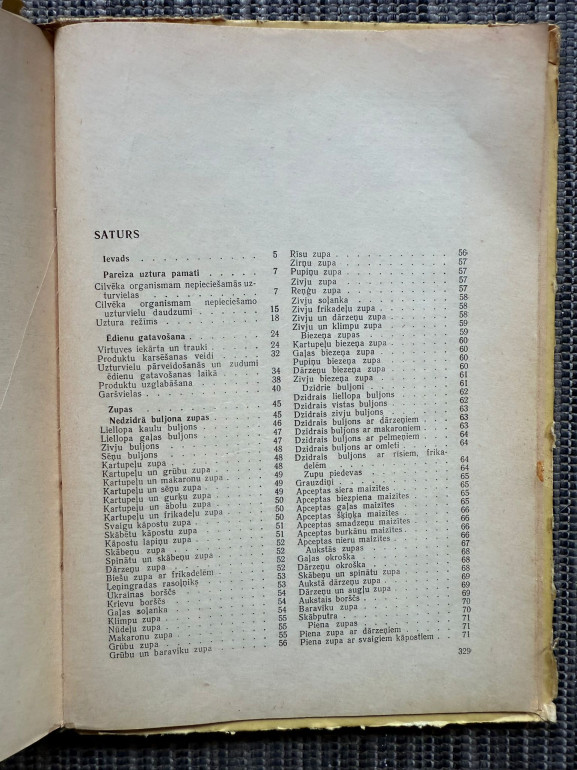 SATURS
Ievads . . . . . . . . . . 5
Pareiza uztura pamati . . . . 7
Cilvēka organismam nepieciešamās uz-
turvielas . . . . . . . . . 7
Cilvēka organismam nepieciešamo
uzturvielu daudzumi . . . . . 15
Uztura režīms . . . . . . . . 18
Ēdienu gatavošana . . . . . . 24
Virtuves iekārta un trauki . . . . 24
Produktu karsēšanas veidi . . . . 32
Uzturvielu pārveidošanās un zudumi
ēdienu gatavošanas laikā . . . . 34
Produktu uzglabāšana . . . . . 38
Garšvielas . . . . . . . . . 40
Zupas . . . . . . . . . . 45
Nedzidrā buljona zupas . . . . 45
Liellopa kaulu buljons . . . . . 46
Liellopa gaļas buljons . . . . . 47
Zivju buljons . . . . . . . . 47
Sēņu buljons . . . . . . . . 48
Kartupeļu zupa . . . . . . . 48
Kartupeļu un grūbu zupa . . . . 48
Kartupeļu un makaronu zupa . . . 49
Kartupeļu un sēņu zupa . . . . . 49
Kartupeļu un gurķu zupa . . . . 50
Kartupeļu un ābolu zupa . . . . 50
Kartupeļu un frikadeļu zupa . . . 50
Svaigu kāpostu zupa . . . . . 51
Skābētu kāpostu zupa . . . . . 51
Kāpostu lapiņu zupa . . . . . 52
Skābeņu zupa . . . . . . . 52
Spinātu un skābeņu zupa . . . . 52
Dārzeņu zupa . . . . . . . 52
Biešu zupa ar frikadelēm . . . . 53
Ļeņingradas rasoļņiks . . . . . 53
Ukrainas borščs . . . . . . . 54
Krievu borščs . . . . . . . 54
Gaļas soļanka . . . . . . . 54
Klimpu zupa . . . . . . . . 55
Nūdeļu zupa . . . . . . . . 55
Makaronu zupa . . . . . . . 55
Grūbu zupa . . . . . . . . 56
Grūbu un baraviku zupa . . . .
Rīsu zupa . . . . . . . . . 56
Zirņu zupa . . . . . . . . 57
Pupiņu zupa . . . . . . . . 57
Zivju zupa . . . . . . . . 57
Reņģu zupa . . . . . . . . 57
Zivju soļanka . . . . . . . 58
Zivju frikadeļu zupa . . . . . 58
Zivju un dārzeņu zupa . . . . . 58
Zivju un klimpu zupa . . . . . 59
Biezeņa zupas . . . . . . . 59
Kartupeļu biezeņa zupa . . . . 60
Gaļas biezeņa zupa . . . . . 60
Pupiņu biezeņa zupa . . . . . 60
Dārzeņu biezeņu zupa . . . . . 60
Zivju biezeņa zupa . . . . . . 61
Dzidrie buljoni . . . . . . . 61
Dzidrais liellopu buljons . . . . 62
Dzidrais vistas buljons . . . . . 62
Dzidrais zivju buljons . . . . . 63
Dzidrais buljons ar dārzeņiem . . . 63
Dzidrais buljons ar makaroniem . . 63
Dzidrais buljons ar pelmeņiem . . . 64
Dzidrais buljons ar omleti . . . . 64
Dzidrais buljons ar rīsiem, frika-
delēm . . . . . . . . . . 64
Zupu piedevas . . . . . . . 64
Grauzdiņi . . . . . . . . . 65
Apceptas siera maizītes . . . . . 65
Apceptas biezpiena maizītes . . . 65
Apceptas gaļas maizītes . . . . 65
Apceptas šķiņķa maizītes . . . . 66
Apceptas smadzeņu maizītes . . . 66
Apceptas burkānu maizītes . . . . 66
Apceptas nieru maizītes . . . . 66
Aukstās zupas . . . . . . . 67
Gaļas okroška . . . . . . . 68
Dārzeņu okroška . . . . . . 68
Skābeņu un spinātu zupa . . . . 68
Aukstā dārzeņu zupa . . . . . 69
Dārzeņu un augļu zupa . . . . . 69
Aukstais borščs . . . . . . . 69
Baraviku zupa . . . . . . . 70
Skābputra . . . . . . . . . 70
Piena zupas . . . . . . . . 71
Piena zupa ar dārzeņiem . . . . 71
Piena zupa ar svaigiem kāpostiem . 71
329